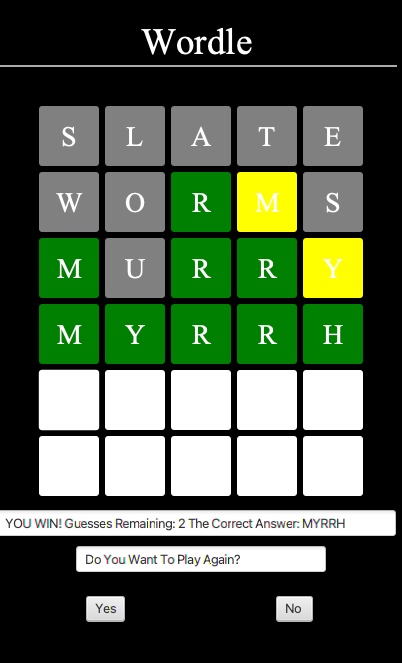 Wordle
S L A T E
W O R M S
M U R R Y
M Y R R H
YOU WIN! Guesses Remaining: 2 The Correct Answer: MYRRH
Do You Want To Play Again?
Yes No